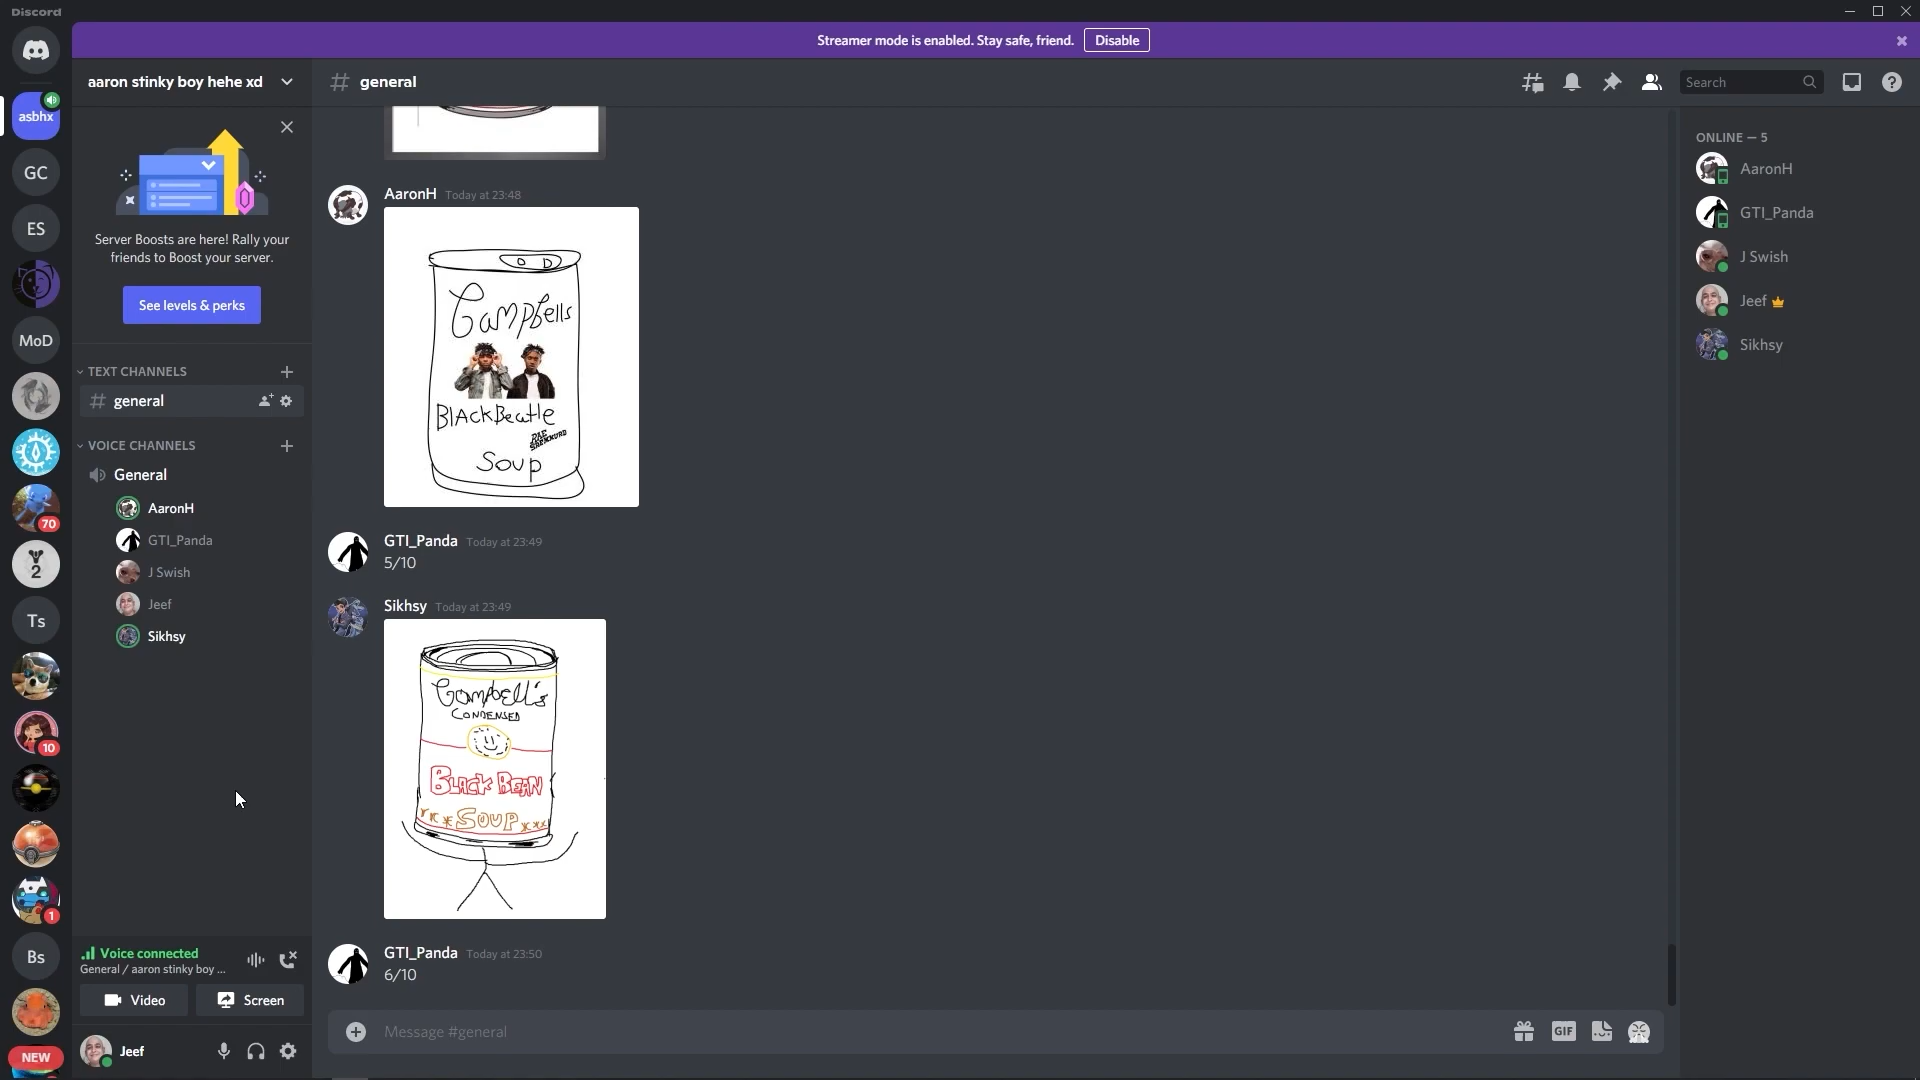 Discord
Streamer mode is enabled. Stay safe, friend.
Disable
aaron stinky boy hehe xd
general
Search
asbhx
GC
ES
MoD
70
2
Ts
10
1
Bs
NEW
Server Boosts are here! Rally your
friends to Boost your server.
See levels & perks
TEXT CHANNELS
general
VOICE CHANNELS
General
AaronH
GTI_Panda
J Swish
Jeef
Sikhsy
Voice connected
General / aaron stinky boy ...
Video
Screen
Jeef
AaronH Today at 23:48
Campbells
BlackBeatle
Soup
GTI_Panda Today at 23:49
5/10
Sikhsy Today at 23:49
Campbell's
CONDENSED
BLACK BEAN
SOUP
GTI_Panda Today at 23:50
6/10
Message #general
GIF
ONLINE — 5
AaronH
GTI_Panda
J Swish
Jeef
Sikhsy